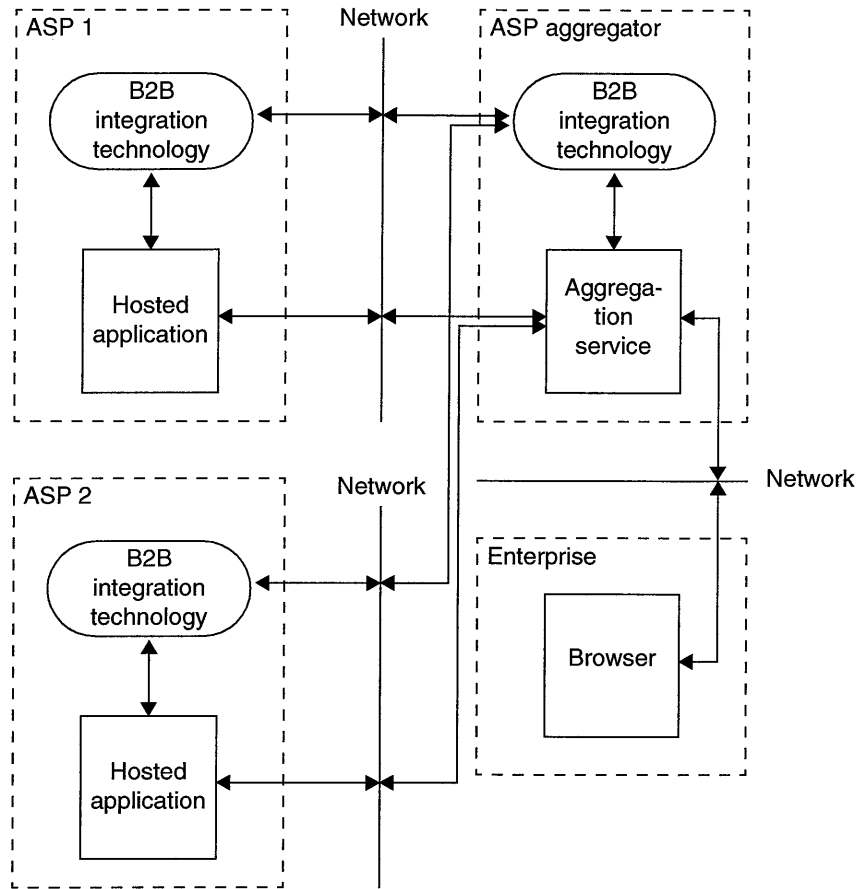 ASP 1
B2B
integration
technology
Hosted
application
Network
ASP aggregator
B2B
integration
technology
Aggrega-
tion
service
Network
ASP 2
B2B
integration
technology
Hosted
application
Network
Enterprise
Browser